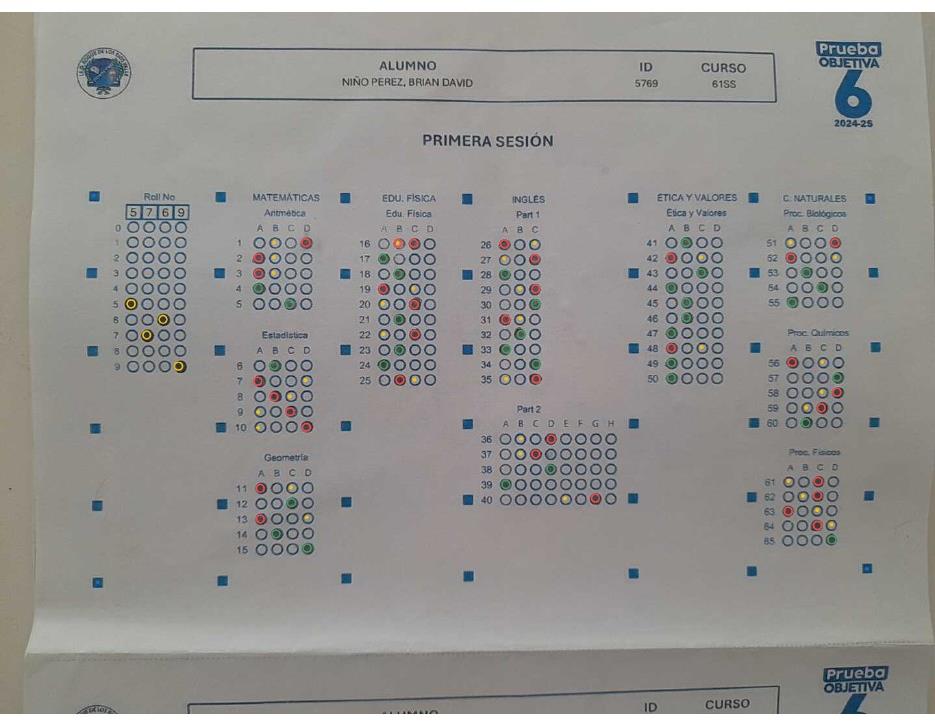 I.E.D. DUQUE DE LOS
ALUMNO ID CURSO
NIÑO PEREZ, BRIAN DAVID 5769 61SS
Prueba
OBJETIVA
6
2024-25
PRIMERA SESIÓN
Roll No
5 7 6 9
0
1
2
3
4
5
6
7
8
9
MATEMÁTICAS
Aritmética
A B C D
1
2
3
4
5
Estadística
A B C D
6
7
8
9
10
Geometría
A B C D
11
12
13
14
15
EDU. FÍSICA
Edu. Física
A B C D
16
17
18
19
20
21
22
23
24
25
INGLÉS
Part 1
A B C
26
27
28
29
30
31
32
33
34
35
Part 2
A B C D E F G H
36
37
38
39
40
ETICA Y VALORES
Etica y Valores
A B C D
41
42
43
44
45
46
47
48
49
50
C. NATURALES
Proc. Biológicos
A B C D
51
52
53
54
55
Proc. Químicos
A B C D
56
57
58
59
60
Proc. Físicos
A B C D
61
62
63
64
65
Prueba
OBJETIVA
ALUMNO ID CURSO